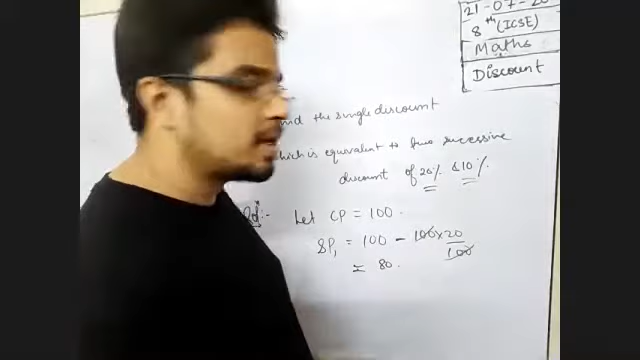 21-07-20
8th (ICSE)
Maths
Discount
the single discount
which is equivalent to two successive
discount of 20% & 10%.
Sol:- Let CP = 100.
SP₁ = 100 - 100×20/100
= 80.